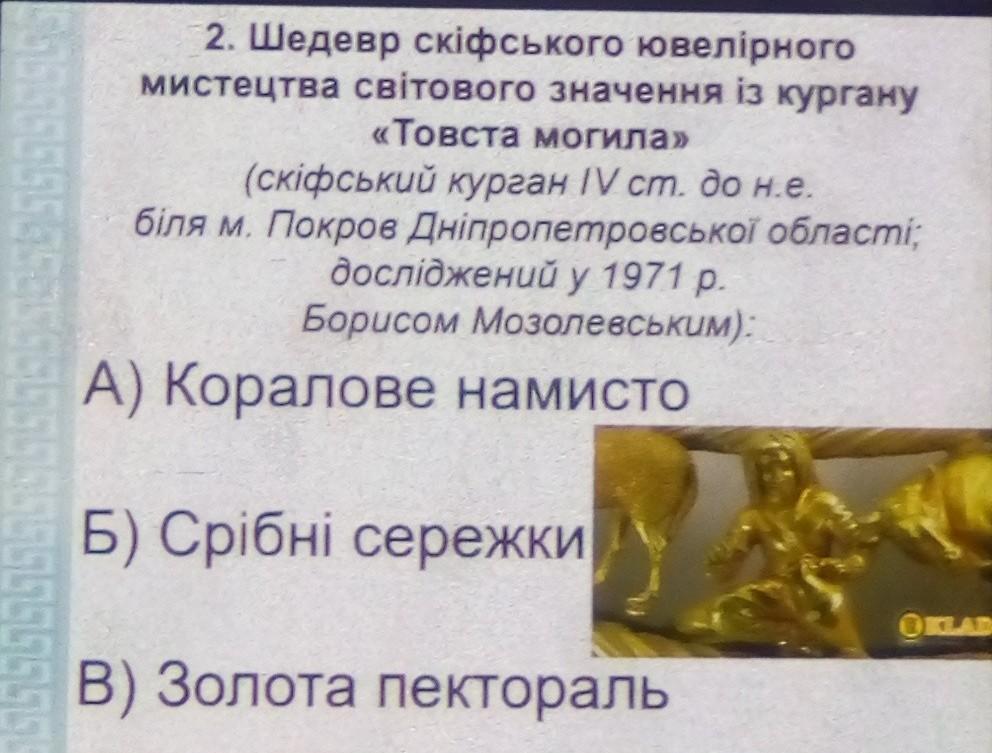 2. Шедевр скіфського ювелірного
мистецтва світового значення із кургану
«Товста могила»
(скіфський курган IV ст. до н.е.
біля м. Покров Дніпропетровської області;
досліджений у 1971 р.
Борисом Мозолевським):
А) Коралове намисто
Б) Срібні сережки
KLAD
В) Золота пектораль